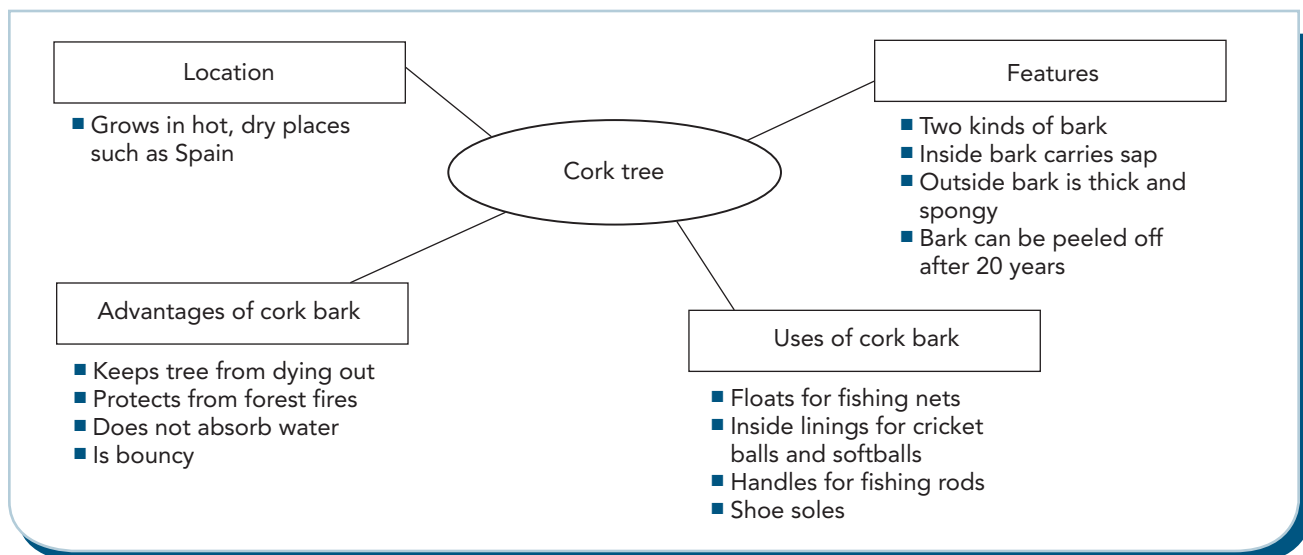 Location
■ Grows in hot, dry places
such as Spain
Cork tree
Features
■ Two kinds of bark
■ Inside bark carries sap
■ Outside bark is thick and
spongy
■ Bark can be peeled off
after 20 years
Advantages of cork bark
■ Keeps tree from dying out
■ Protects from forest fires
■ Does not absorb water
■ Is bouncy
Uses of cork bark
■ Floats for fishing nets
■ Inside linings for cricket
balls and softballs
■ Handles for fishing rods
■ Shoe soles